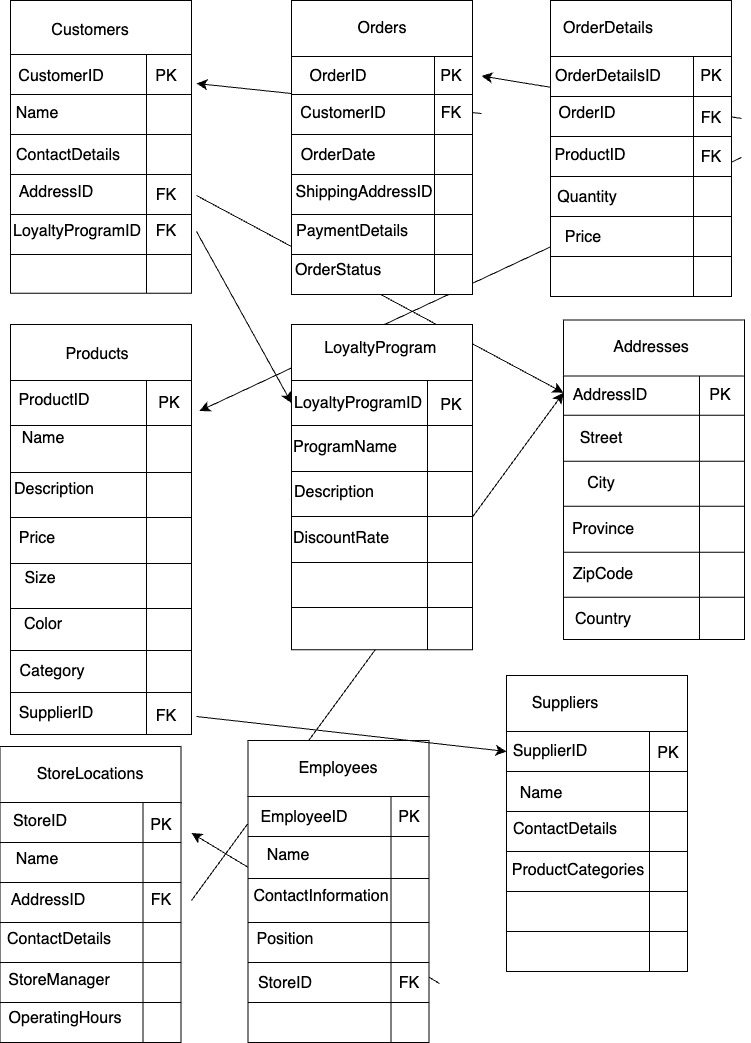 Customers
CustomerID PK
Name
ContactDetails
AddressID FK
LoyaltyProgramID FK
Orders
OrderID PK
CustomerID FK
OrderDate
ShippingAddressID
PaymentDetails
OrderStatus
OrderDetails
OrderDetailsID PK
OrderID FK
ProductID FK
Quantity
Price
Products
ProductID PK
Name
Description
Price
Size
Color
Category
SupplierID FK
LoyaltyProgram
LoyaltyProgramID PK
ProgramName
Description
DiscountRate
Addresses
AddressID PK
Street
City
Province
ZipCode
Country
StoreLocations
StoreID PK
Name
AddressID FK
ContactDetails
StoreManager
OperatingHours
Employees
EmployeeID PK
Name
ContactInformation
Position
StoreID FK
Suppliers
SupplierID PK
Name
ContactDetails
ProductCategories